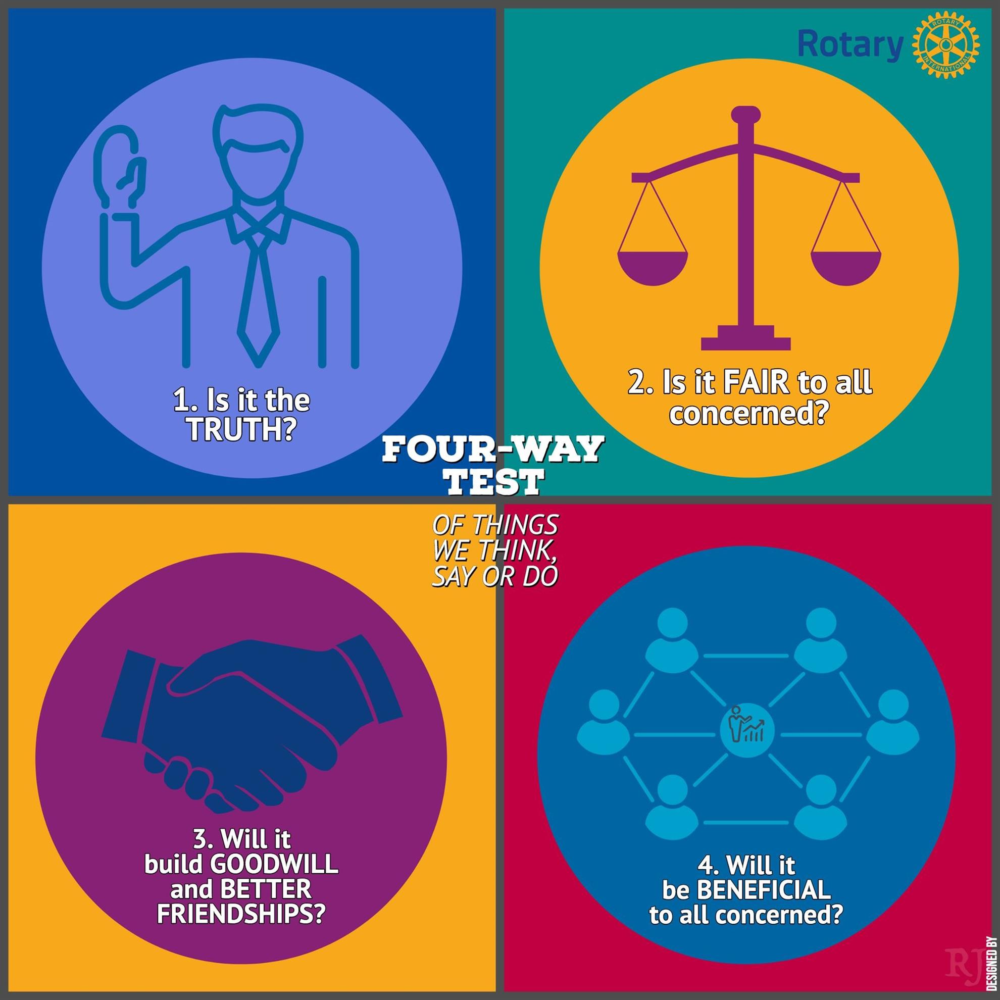 Rotary
ROTARY
INTERNATIONAL
1. Is it the
TRUTH?
2. Is it FAIR to all
concerned?
FOUR-WAY
TEST
OF THINGS
WE THINK,
SAY OR DO
3. Will it
build GOODWILL
and BETTER
FRIENDSHIPS?
4. Will it
be BENEFICIAL
to all concerned?
DESIGNED BY
RJ